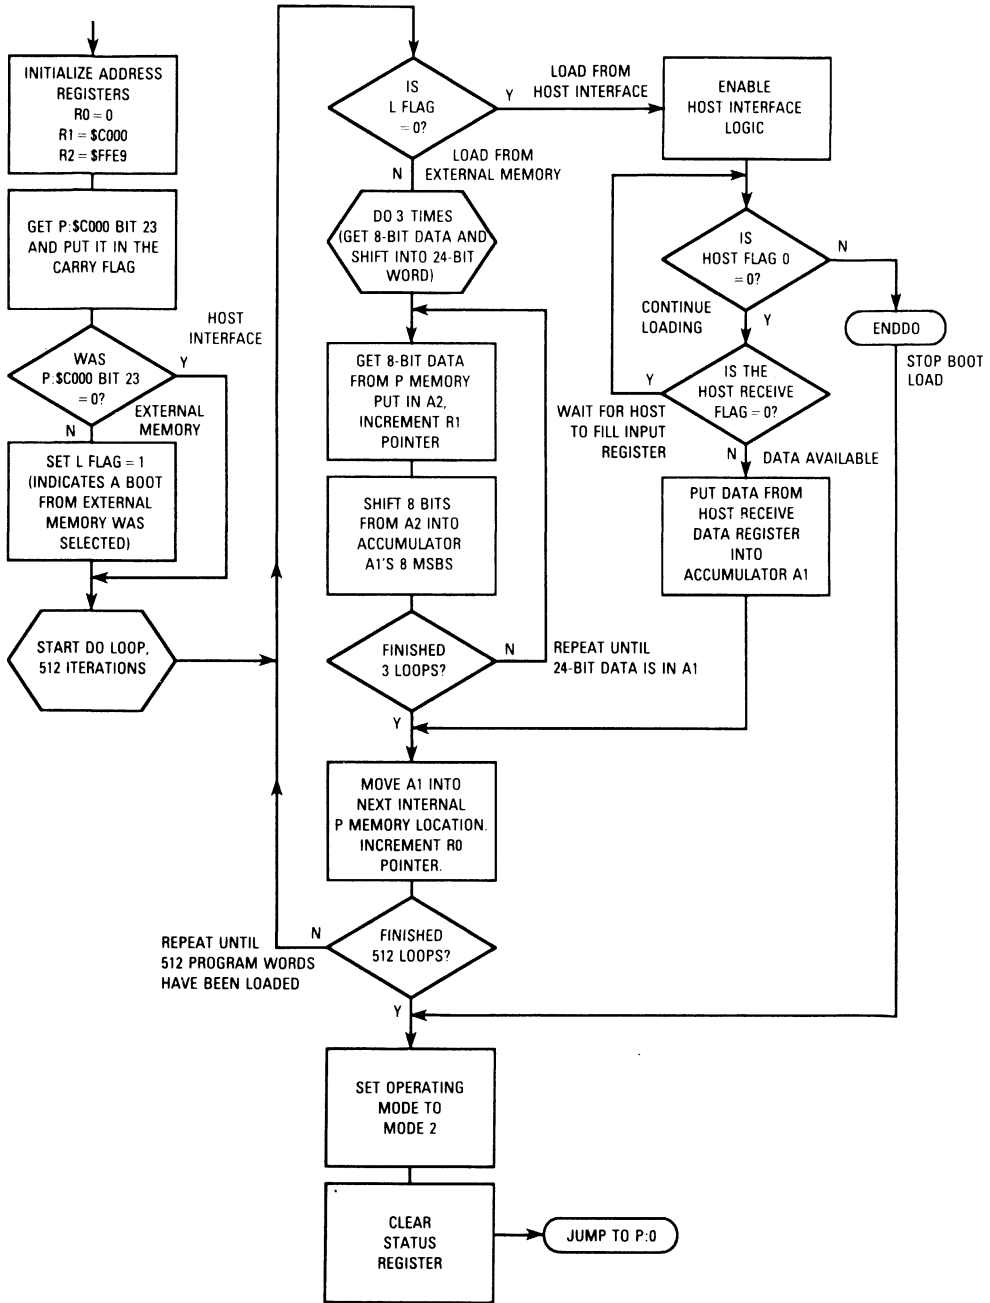 INITIALIZE ADDRESS
REGISTERS
R0 = 0
R1 = $C000
R2 = $FFE9
GET P:$C000 BIT 23
AND PUT IT IN THE
CARRY FLAG
HOST
INTERFACE
WAS
P:$C000 BIT 23
= 0?
Y
EXTERNAL
MEMORY
N
SET L FLAG = 1
(INDICATES A BOOT
FROM EXTERNAL
MEMORY WAS
SELECTED)
START DO LOOP,
512 ITERATIONS
IS
L FLAG
= 0?
Y
LOAD FROM
HOST INTERFACE
N
LOAD FROM
EXTERNAL MEMORY
DO 3 TIMES
(GET 8-BIT DATA AND
SHIFT INTO 24-BIT
WORD)
GET 8-BIT DATA
FROM P MEMORY
PUT IN A2,
INCREMENT R1
POINTER
SHIFT 8 BITS
FROM A2 INTO
ACCUMULATOR
A1'S 8 MSBS
FINISHED
3 LOOPS?
N
REPEAT UNTIL
24-BIT DATA IS IN A1
Y
MOVE A1 INTO
NEXT INTERNAL
P MEMORY LOCATION.
INCREMENT R0
POINTER.
FINISHED
512 LOOPS?
N
REPEAT UNTIL
512 PROGRAM WORDS
HAVE BEEN LOADED
Y
SET OPERATING
MODE TO
MODE 2
CLEAR
STATUS
REGISTER
JUMP TO P:0
ENABLE
HOST INTERFACE
LOGIC
IS
HOST FLAG 0
= 0?
N
ENDDO
STOP BOOT
LOAD
CONTINUE
LOADING
Y
IS THE
HOST RECEIVE
FLAG = 0?
Y
WAIT FOR HOST
TO FILL INPUT
REGISTER
N
DATA AVAILABLE
PUT DATA FROM
HOST RECEIVE
DATA REGISTER
INTO
ACCUMULATOR A1